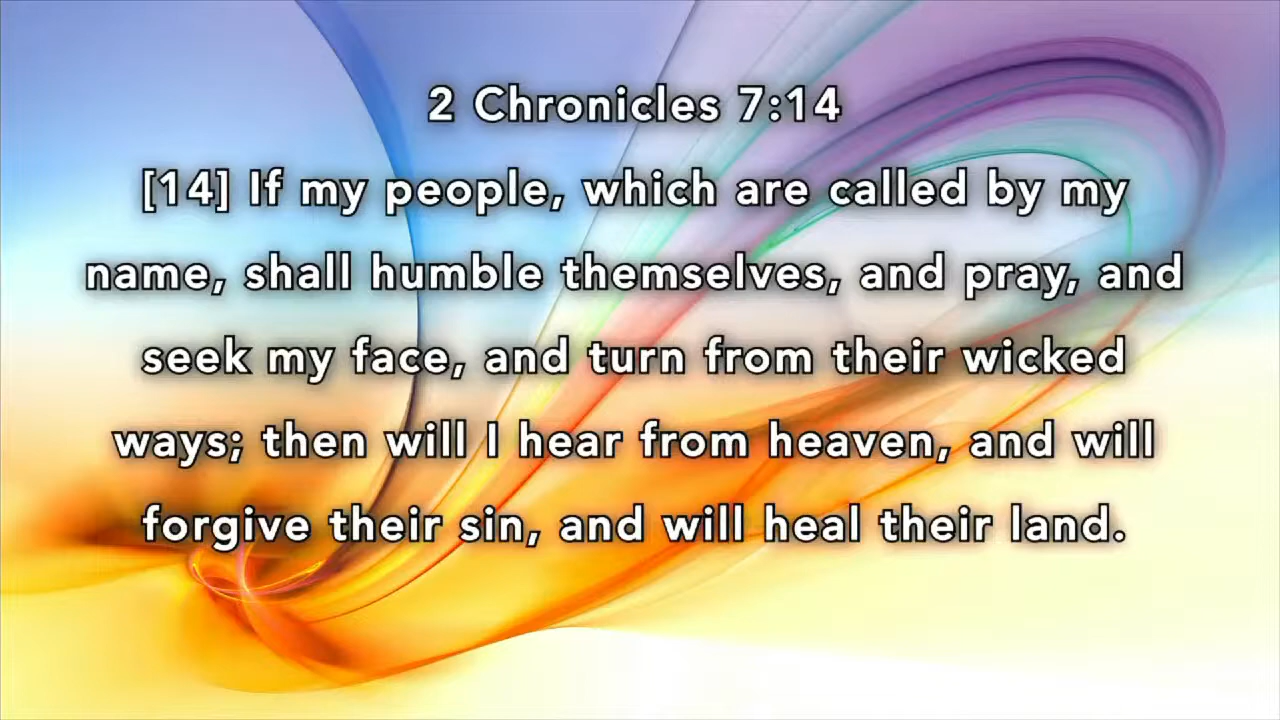 2 Chronicles 7:14
[14] If my people, which are called by my
name, shall humble themselves, and pray, and
seek my face, and turn from their wicked
ways; then will I hear from heaven, and will
forgive their sin, and will heal their land.